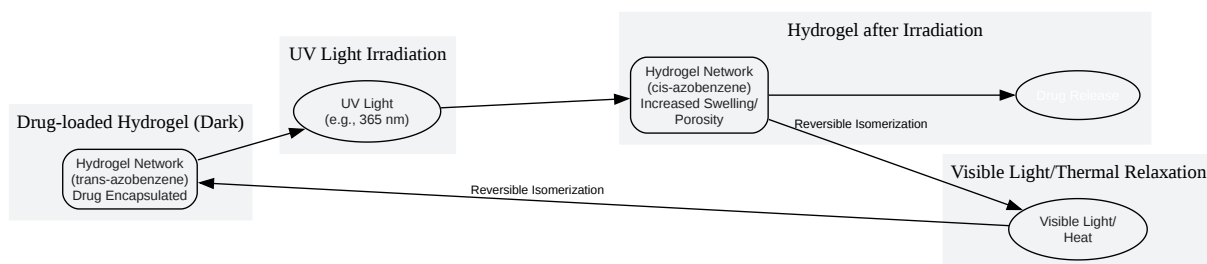 Hydrogel after Irradiation
UV Light Irradiation
Hydrogel Network
(cis-azobenzene)
Increased Swelling/
Porosity
Drug Release
UV Light
(e.g., 365 nm)
Drug-loaded Hydrogel (Dark)
Reversible Isomerization
Hydrogel Network
(trans-azobenzene)
Drug Encapsulated
Visible Light/Thermal Relaxation
Reversible Isomerization
Visible Light/
Heat